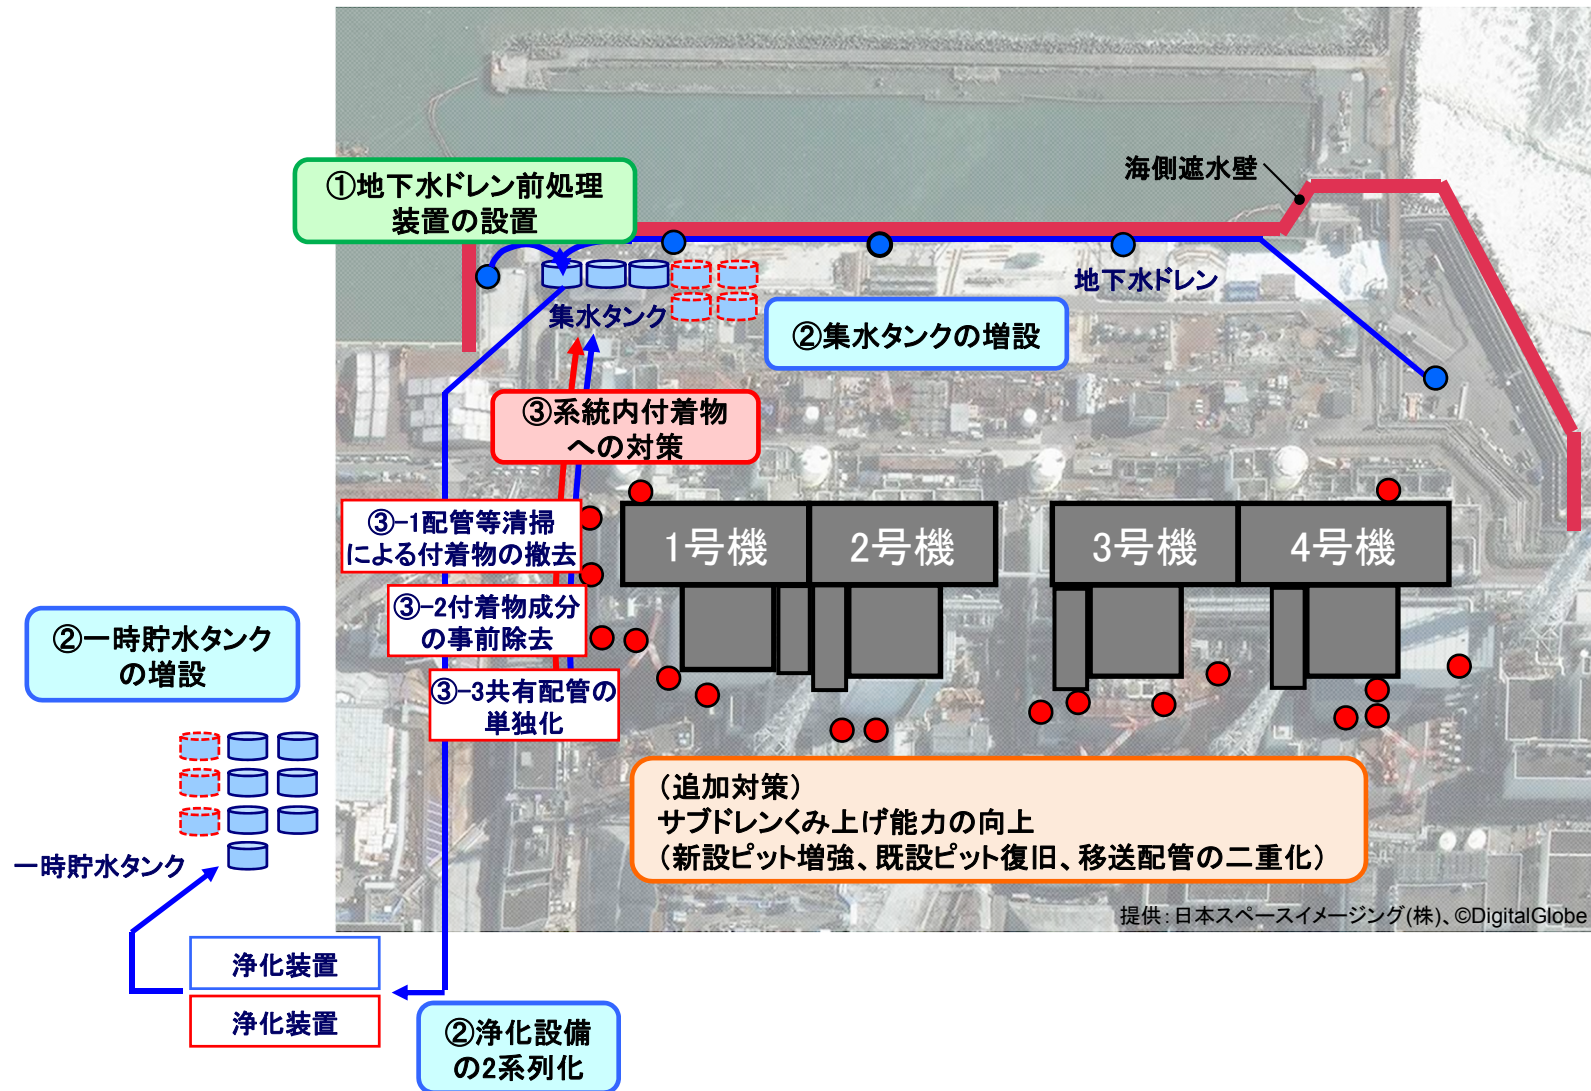 ①地下水ドレン前処理
装置の設置
海側遮水壁
地下水ドレン
集水タンク
②集水タンクの増設
③系統内付着物
への対策
③-1配管等清掃
による付着物の撤去
1号機
2号機
3号機
4号機
③-2付着物成分
の事前除去
②一時貯水タンク
の増設
③-3共有配管の
単独化
（追加対策）
サブドレンくみ上げ能力の向上
（新設ピット増強、既設ピット復旧、移送配管の二重化）
一時貯水タンク
提供：日本スペースイメージング(株)、©DigitalGlobe
浄化装置
浄化装置
②浄化設備
の2系列化